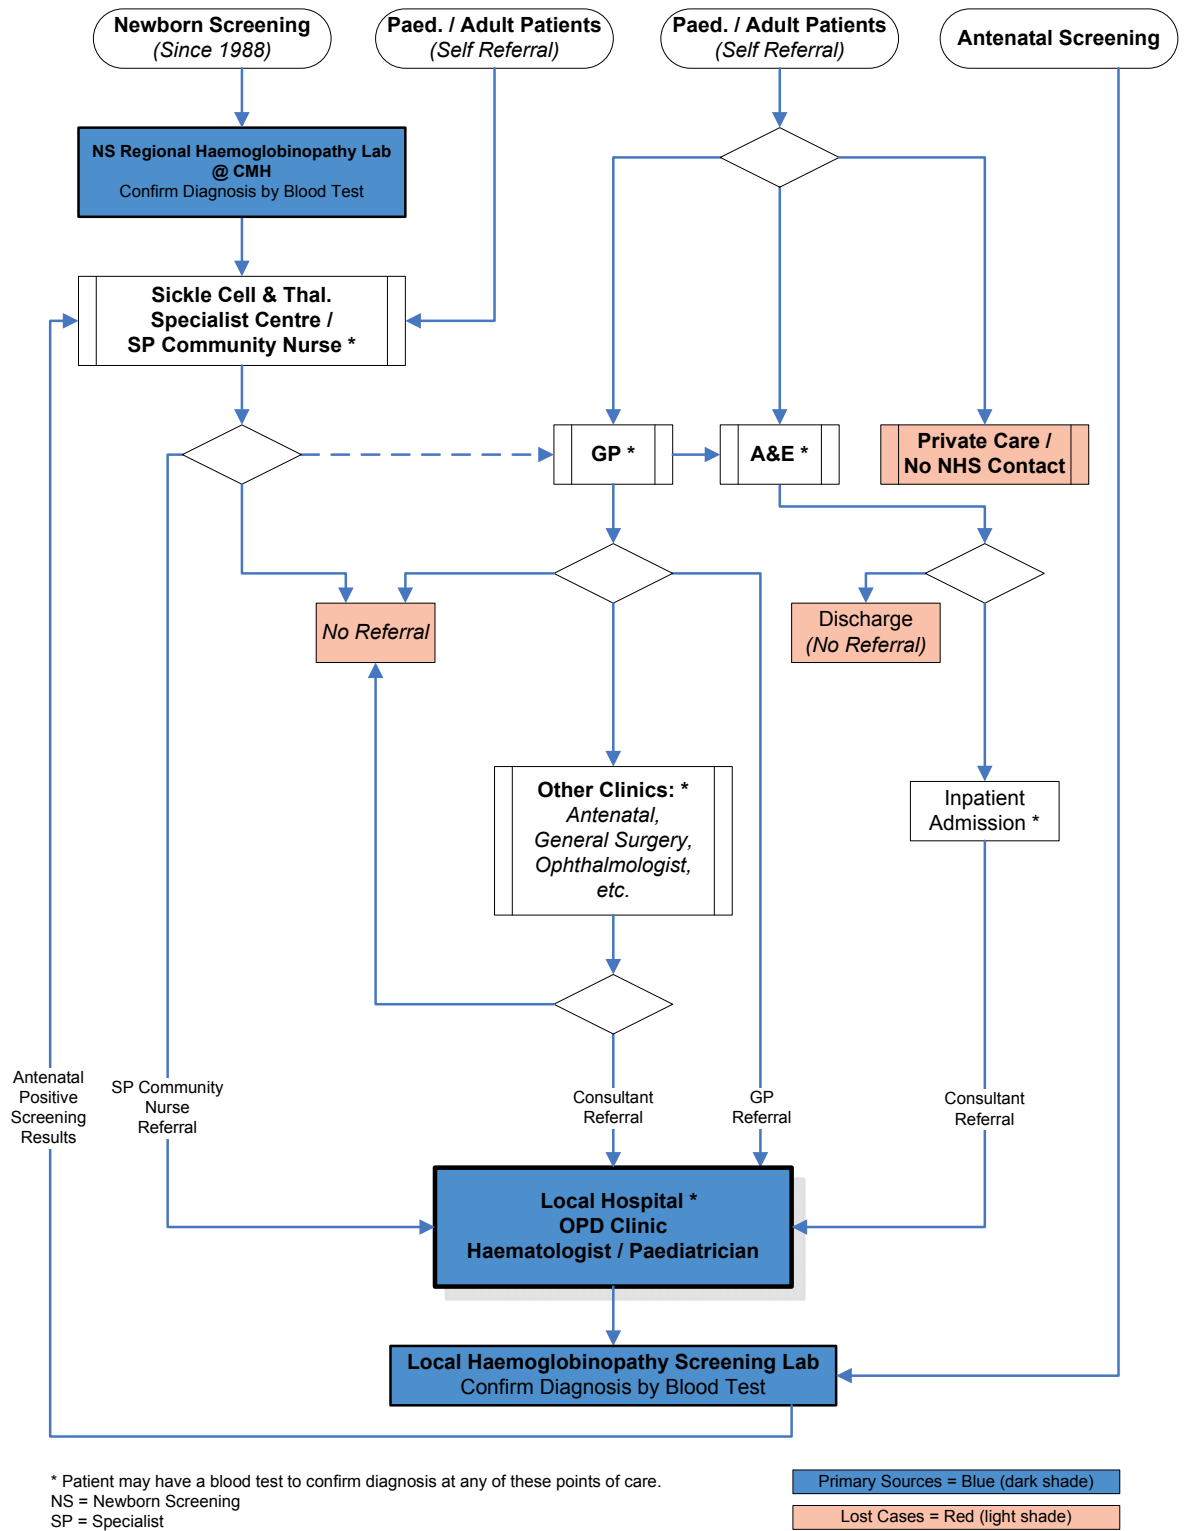 Newborn Screening
(Since 1988)
Paed. / Adult Patients
(Self Referral)
Paed. / Adult Patients
(Self Referral)
Antenatal Screening
NS Regional Haemoglobinopathy Lab
@ CMH
Confirm Diagnosis by Blood Test
Sickle Cell & Thal.
Specialist Centre /
SP Community Nurse *
GP *
A&E *
Private Care /
No NHS Contact
No Referral
Discharge
(No Referral)
Other Clinics: *
Antenatal,
General Surgery,
Ophthalmologist,
etc.
Inpatient
Admission *
Antenatal
Positive
Screening
Results
SP Community
Nurse
Referral
Consultant
Referral
GP
Referral
Consultant
Referral
Local Hospital *
OPD Clinic
Haematologist / Paediatrician
Local Haemoglobinopathy Screening Lab
Confirm Diagnosis by Blood Test
* Patient may have a blood test to confirm diagnosis at any of these points of care.
NS = Newborn Screening
SP = Specialist
Primary Sources = Blue (dark shade)
Lost Cases = Red (light shade)